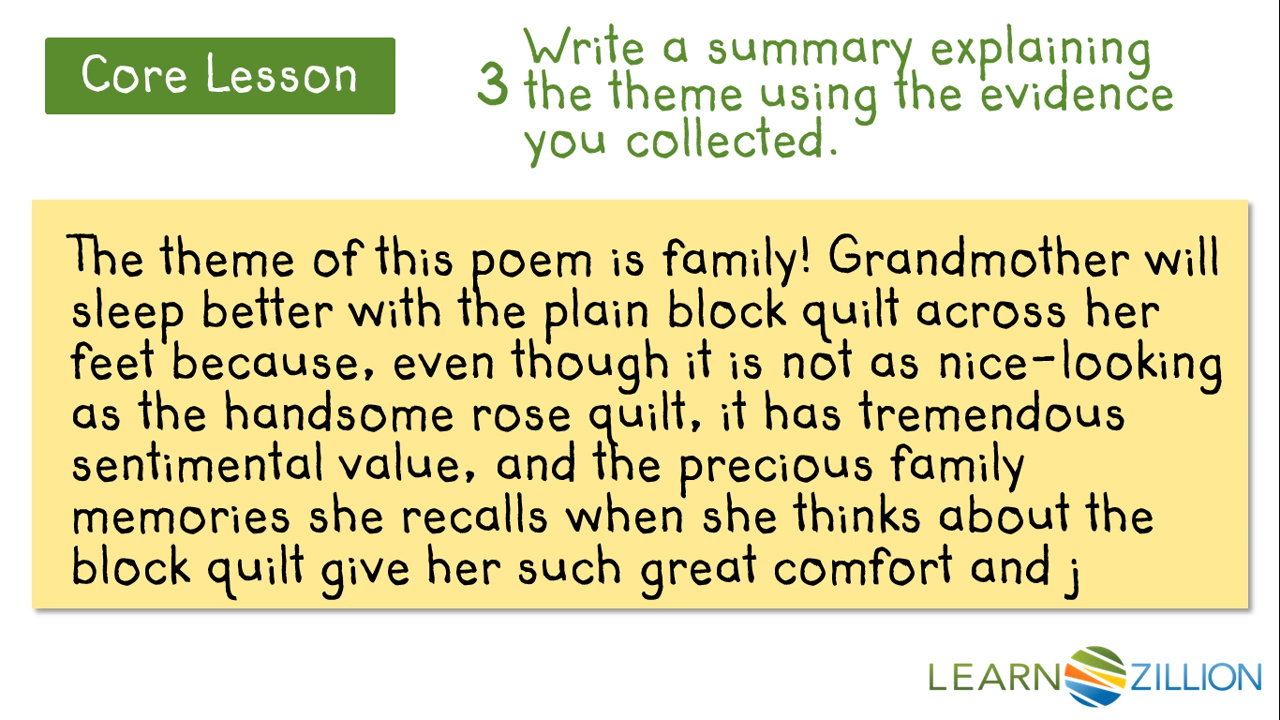 Core Lesson
3
Write a summary explaining
the theme using the evidence
you collected.
The theme of this poem is family! Grandmother will
sleep better with the plain block quilt across her
feet because, even though it is not as nice-looking
as the handsome rose quilt, it has tremendous
sentimental value, and the precious family
memories she recalls when she thinks about the
block quilt give her such great comfort and j
LEARN ZILLION